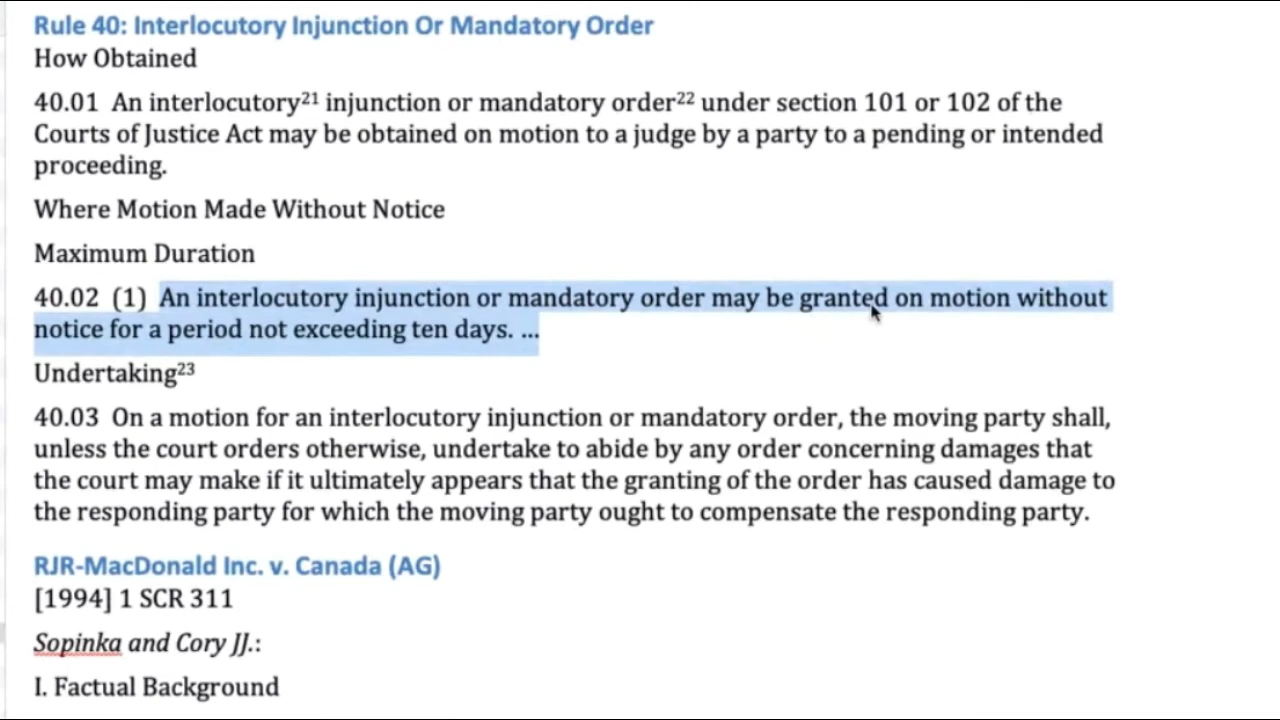 Rule 40: Interlocutory Injunction Or Mandatory Order
How Obtained
40.01 An interlocutory21 injunction or mandatory order22 under section 101 or 102 of the
Courts of Justice Act may be obtained on motion to a judge by a party to a pending or intended
proceeding.
Where Motion Made Without Notice
Maximum Duration
40.02 (1) An interlocutory injunction or mandatory order may be granted on motion without
notice for a period not exceeding ten days. ...
Undertaking23
40.03 On a motion for an interlocutory injunction or mandatory order, the moving party shall,
unless the court orders otherwise, undertake to abide by any order concerning damages that
the court may make if it ultimately appears that the granting of the order has caused damage to
the responding party for which the moving party ought to compensate the responding party.
RJR-MacDonald Inc. v. Canada (AG)
[1994] 1 SCR 311
Sopinka and Cory JJ.:
I. Factual Background